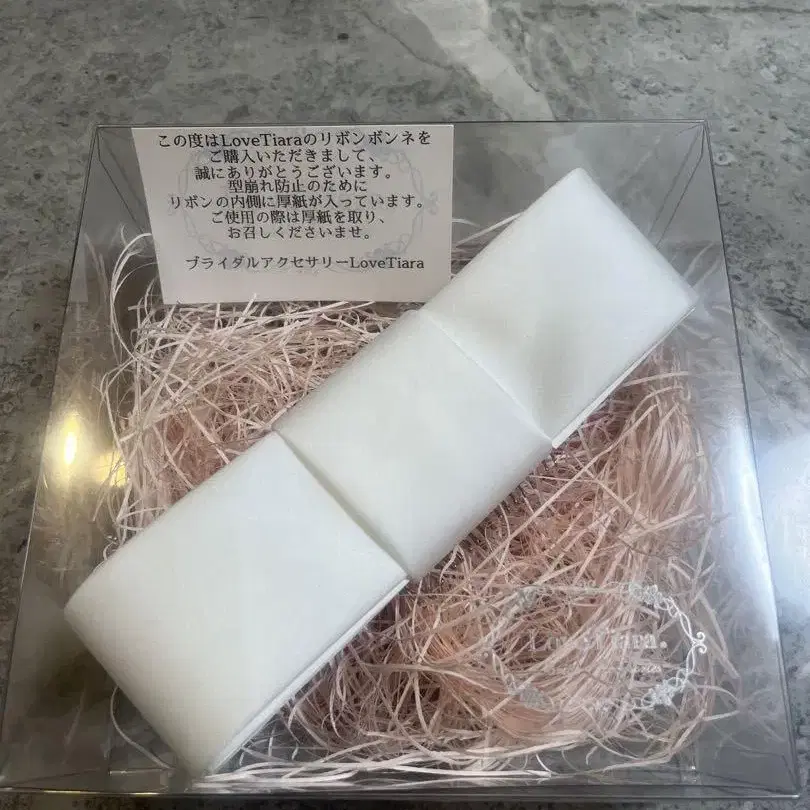 この度はLoveTiaraのリボンボンネを
ご購入いただきまして、
誠にありがとうございます。
型崩れ防止のために
リボンの内側に厚紙が入っています。
ご使用の際は厚紙を取り、
お召しくださいませ。
ブライダルアクセサリーLoveTiara
LoveTiara.